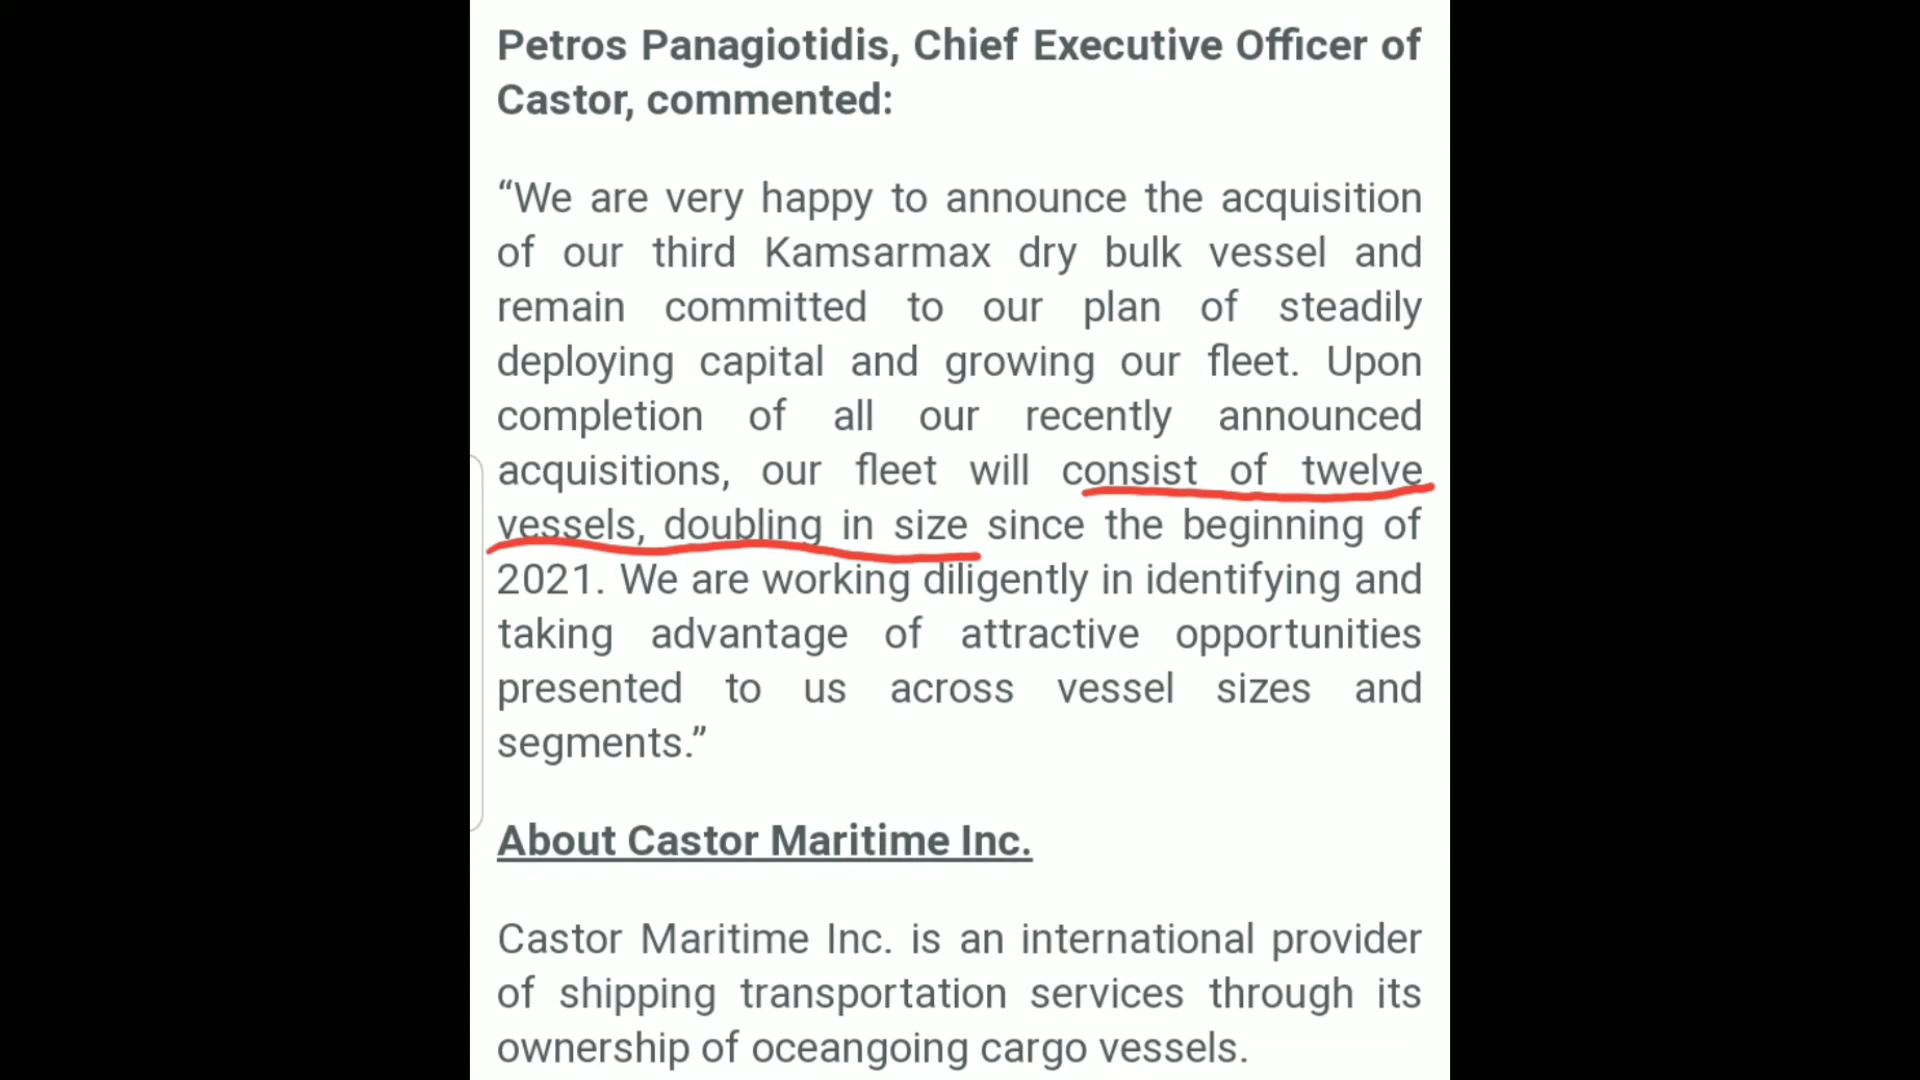 Petros Panagiotidis, Chief Executive Officer of
Castor, commented:
“We are very happy to announce the acquisition
of our third Kamsarmax dry bulk vessel and
remain committed to our plan of steadily
deploying capital and growing our fleet. Upon
completion of all our recently announced
acquisitions, our fleet will consist of twelve
vessels, doubling in size since the beginning of
2021. We are working diligently in identifying and
taking advantage of attractive opportunities
presented to us across vessel sizes and
segments.”
About Castor Maritime Inc.
Castor Maritime Inc. is an international provider
of shipping transportation services through its
ownership of oceangoing cargo vessels.